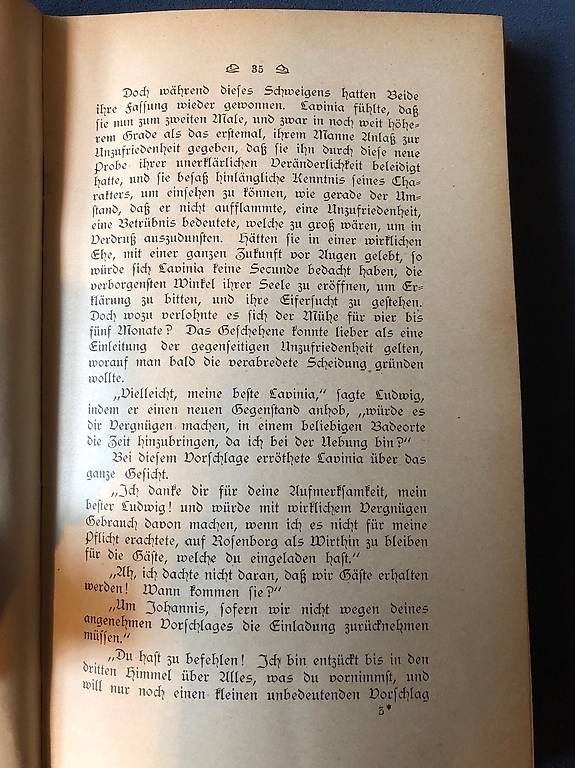 35
Doch während dieses Schweigens hatten Beide
ihre Fassung wieder gewonnen. Lavinia fühlte, daß
sie nun zum zweiten Male, und zwar in noch weit höhe-
rem Grade als das erstemal, ihrem Manne Anlaß zur
Unzufriedenheit gegeben, daß sie ihn durch diese neue
Probe ihrer unerklärlichen Veränderlichkeit beleidigt
hatte, und sie besaß hinlängliche Kenntnis seines Cha-
rakters, um einsehen zu können, wie gerade der Um-
stand, daß er nicht aufflammte, eine Unzufriedenheit,
eine Betrübnis bedeutete, welche zu groß wären, um in
Verdruß auszudunsten. Hätten sie in einer wirklichen
Ehe, mit einer ganzen Zukunft vor Augen gelebt, so
würde sich Lavinia keine Secunde bedacht haben, die
verborgensten Winkel ihrer Seele zu eröffnen, um Er-
klärung zu bitten, und ihre Eifersucht zu gestehen.
Doch wozu verlohnte es sich der Mühe für vier bis
fünf Monate? Das Geschehene konnte lieber als eine
Einleitung der gegenseitigen Unzufriedenheit gelten,
worauf man bald die verabredete Scheidung gründen
wollte.
„Vielleicht, meine beste Lavinia,“ sagte Ludwig,
indem er einen neuen Gegenstand anhob, „würde es
dir Vergnügen machen, in einem beliebigen Badeorte
die Zeit hinzubringen, da ich bei der Uebung bin?“
Bei diesem Vorschlage erröthete Lavinia über das
ganze Gesicht.
„Ich danke dir für deine Aufmerksamkeit, mein
bester Ludwig! und würde mit wirklichem Vergnügen
Gebrauch davon machen, wenn ich es nicht für meine
Pflicht erachtete, auf Rosenborg als Wirthin zu bleiben
für die Gäste, welche du eingeladen hast.“
„Ah, ich dachte nicht daran, daß wir Gäste erhalten
werden! Wann kommen sie?“
„Um Johannis, sofern wir nicht wegen deines
angenehmen Vorschlages die Einladung zurücknehmen
müssen.“
„Du hast zu befehlen! Ich bin entzückt bis in den
dritten Himmel über Alles, was du vornimmst, und
will nur noch einen kleinen unbedeutenden Vorschlag
3*